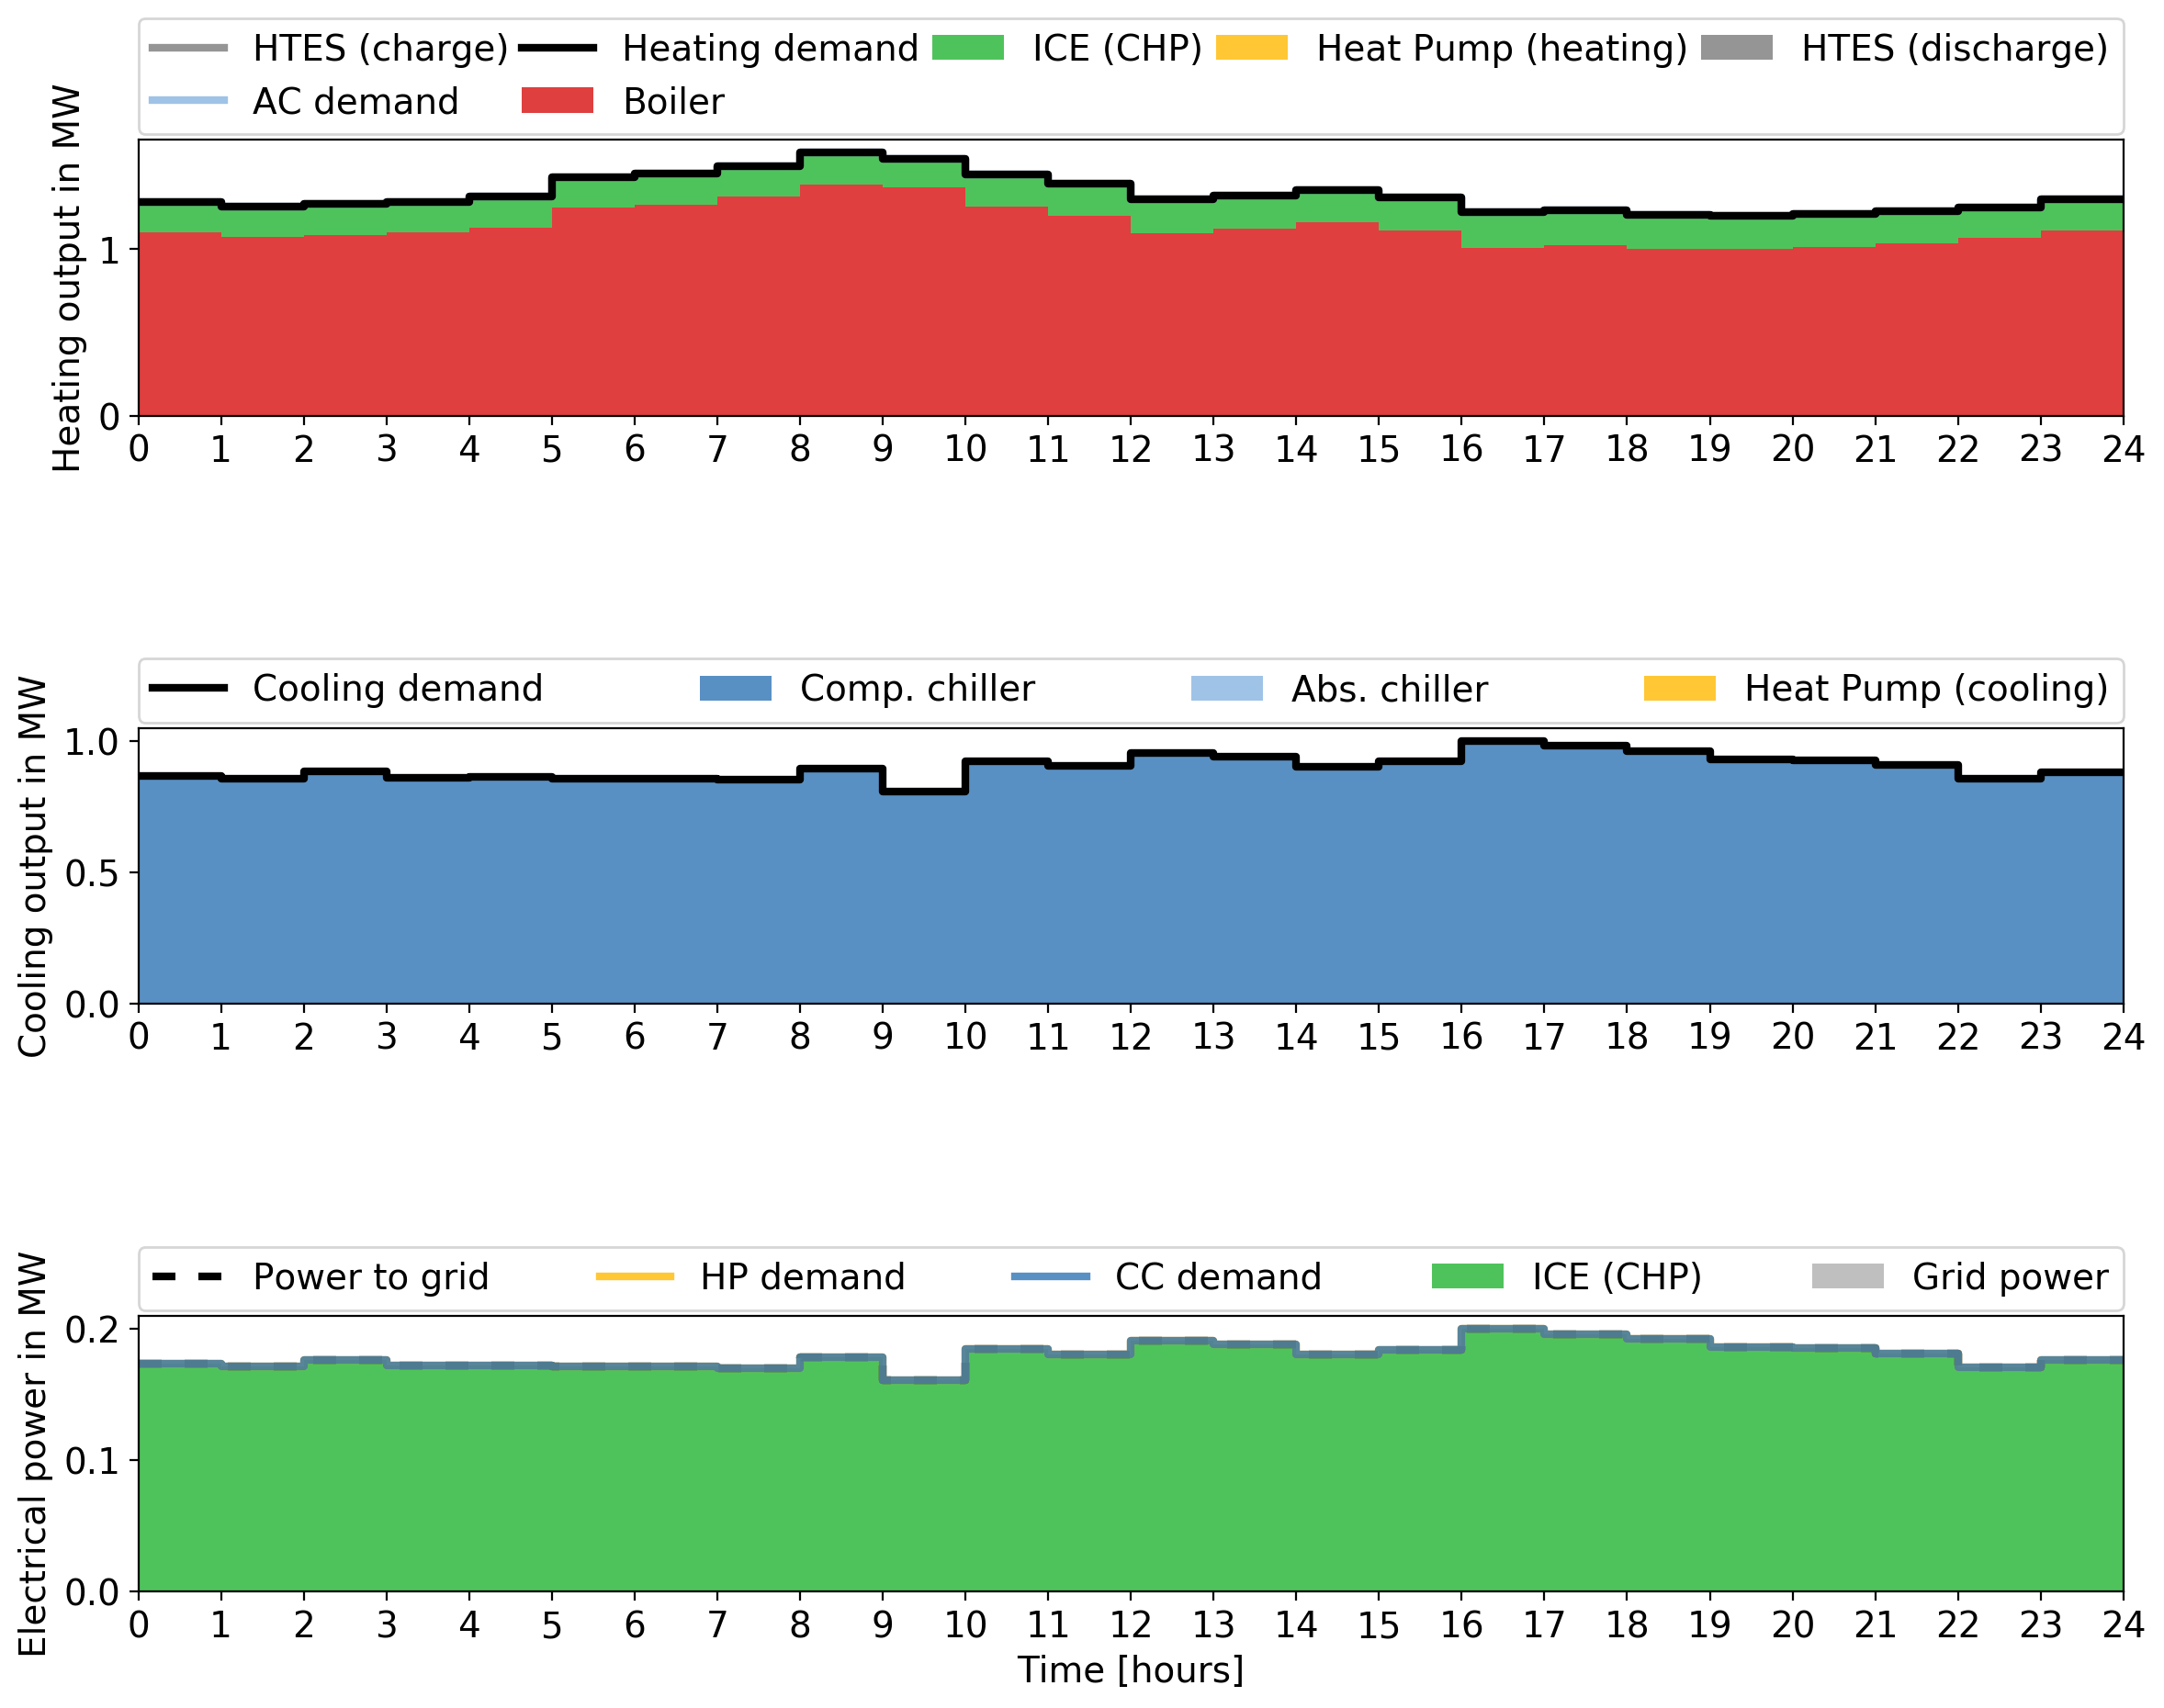 HTES (charge) Heating demand ICE (CHP) Heat Pump (heating) HTES (discharge)
AC demand Boiler
Heating output in MW
1
0
0 1 2 3 4 5 6 7 8 9 10 11 12 13 14 15 16 17 18 19 20 21 22 23 24
Cooling demand Comp. chiller Abs. chiller Heat Pump (cooling)
Cooling output in MW
1.0
0.5
0.0
0 1 2 3 4 5 6 7 8 9 10 11 12 13 14 15 16 17 18 19 20 21 22 23 24
Power to grid HP demand CC demand ICE (CHP) Grid power
Electrical power in MW
0.2
0.1
0.0
0 1 2 3 4 5 6 7 8 9 10 11 12 13 14 15 16 17 18 19 20 21 22 23 24
Time [hours]